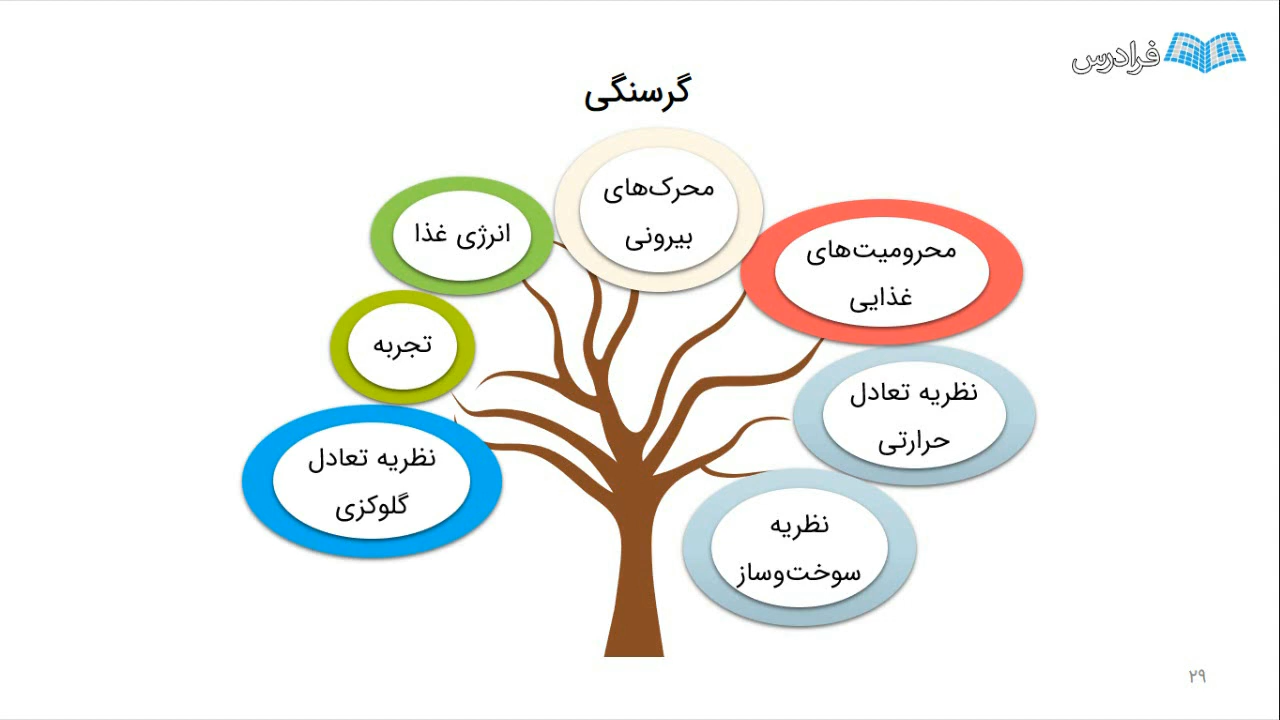 فرادرس
گرسنگی
محرک‌های
بیرونی
محرومیت‌های
غذایی
انرژی غذا
تجربه
نظریه تعادل
حرارتی
نظریه تعادل
گلوکزی
نظریه
سوخت‌وساز
۲۹